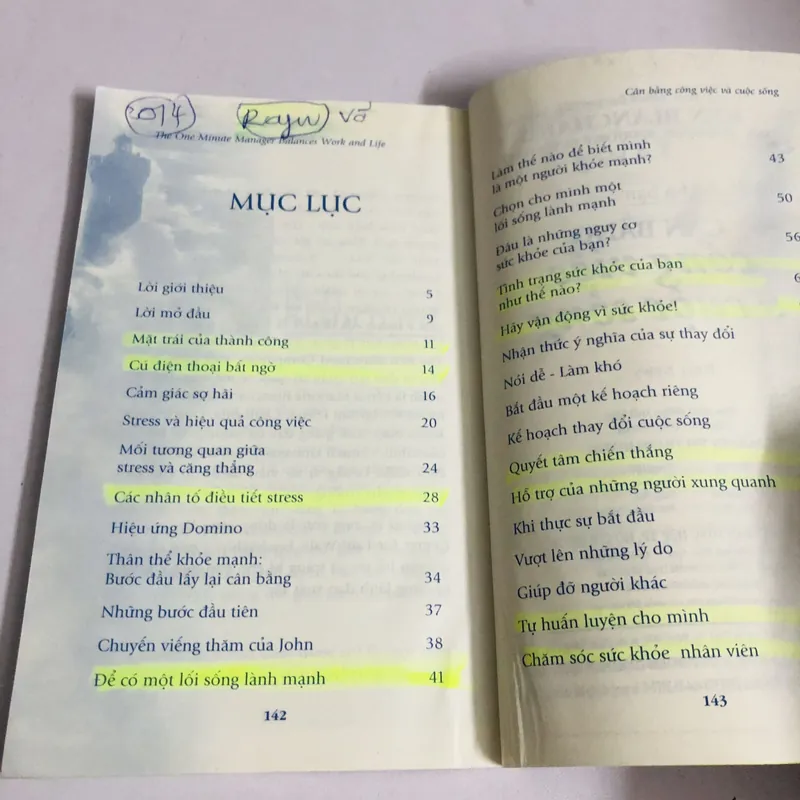 2014 Rayu vở
The One Minute Manager Balances Work and Life
MỤC LỤC
Lời giới thiệu 5
Lời mở đầu 9
Mặt trái của thành công 11
Cú điện thoại bất ngờ 14
Cảm giác sợ hãi 16
Stress và hiệu quả công việc 20
Mối tương quan giữa
stress và căng thẳng 24
Các nhân tố điều tiết stress 28
Hiệu ứng Domino 33
Thân thể khỏe mạnh:
Bước đầu lấy lại cân bằng 34
Những bước đầu tiên 37
Chuyến viếng thăm của John 38
Để có một lối sống lành mạnh 41
142
Cân bằng công việc và cuộc sống
Làm thế nào để biết mình
là một người khỏe mạnh? 43
Chọn cho mình một
lối sống lành mạnh 50
Đâu là những nguy cơ
sức khỏe của bạn? 56
Tình trạng sức khỏe của bạn
như thế nào?
Hãy vận động vì sức khỏe!
Nhận thức ý nghĩa của sự thay đổi
Nói dễ - Làm khó
Bắt đầu một kế hoạch riêng
Kế hoạch thay đổi cuộc sống
Quyết tâm chiến thắng
Hỗ trợ của những người xung quanh
Khi thực sự bắt đầu
Vượt lên những lý do
Giúp đỡ người khác
Tự huấn luyện cho mình
Chăm sóc sức khỏe nhân viên
143